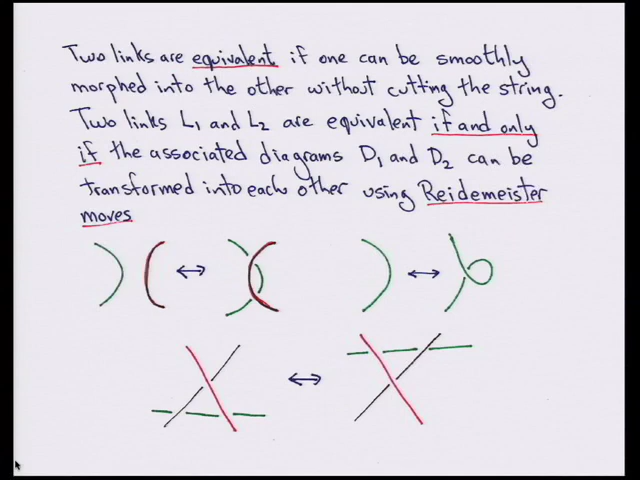 Two links are equivalent if one can be smoothly
morphed into the other without cutting the string.
Two links L1 and L2 are equivalent if and only
if the associated diagrams D1 and D2 can be
transformed into each other using Reidemeister
moves